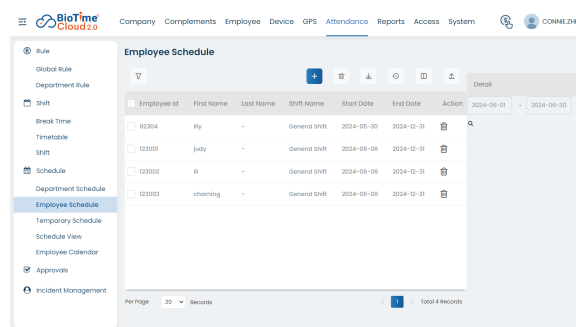 BioTime
Cloud 2.0
Company Complements Employee Device GPS Attendance Reports Access System
CONNIE.ZH
Rule
Global Rule
Department Rule
Shift
Break Time
Timetable
Shift
Schedule
Department Schedule
Employee Schedule
Temporary Schedule
Schedule View
Employee Calendar
Approvals
Incident Management
Employee Schedule
Employee Id First Name Last Name Shift Name Start Date End Date Action
92304 lily - General Shift 2024-05-30 2024-12-31
123001 judy - General Shift 2024-06-06 2024-12-31
123002 lil - General Shift 2024-06-06 2024-12-31
123003 charning - General Shift 2024-06-06 2024-12-31
Per Page 20 Records
1 Total 4 Records
Detail
2024-06-01 - 2024-06-30